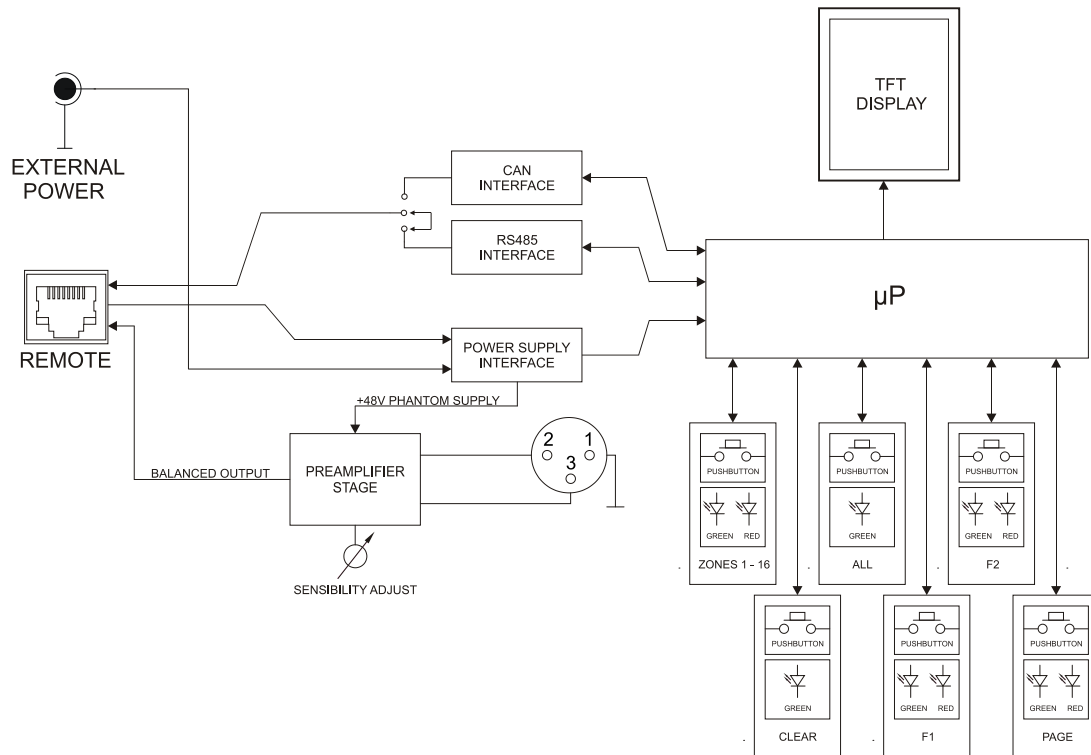 TFT
DISPLAY
EXTERNAL
POWER
CAN
INTERFACE
RS485
INTERFACE
µP
REMOTE
POWER SUPPLY
INTERFACE
+48V PHANTOM SUPPLY
2
1
3
BALANCED OUTPUT
PREAMPLIFIER
STAGE
SENSIBILITY ADJUST
PUSHBUTTON
GREEN RED
ZONES 1 - 16
PUSHBUTTON
GREEN
ALL
PUSHBUTTON
GREEN RED
F2
PUSHBUTTON
GREEN
CLEAR
PUSHBUTTON
GREEN RED
F1
PUSHBUTTON
GREEN RED
PAGE